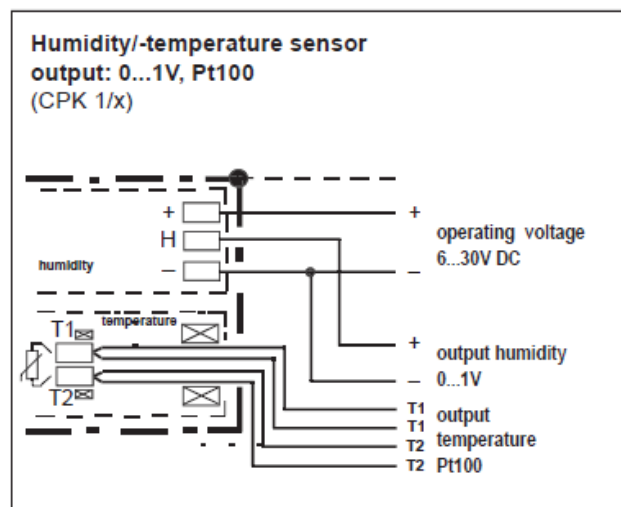 Humidity/-temperature sensor
output: 0...1V, Pt100
(CPK 1/x)
+
H
–
humidity
+
operating voltage
6...30V DC
–
T1
temperature
T2
+
output humidity
0...1V
–
T1
output
T1
T2
temperature
T2
Pt100